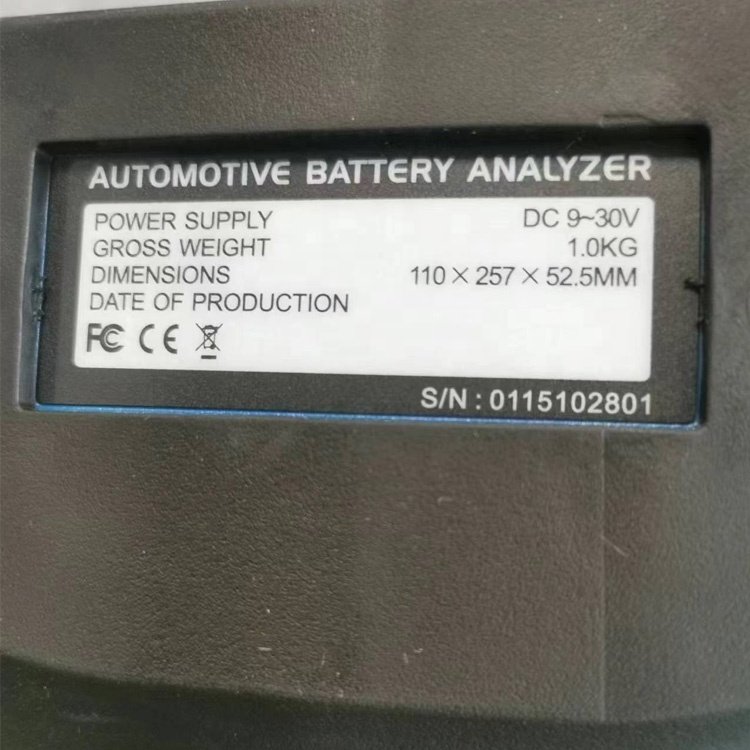 AUTOMOTIVE BATTERY ANALYZER
POWER SUPPLY DC 9~30V
GROSS WEIGHT 1.0KG
DIMENSIONS 110×257×52.5MM
DATE OF PRODUCTION
FC CE
S/N : 0115102801